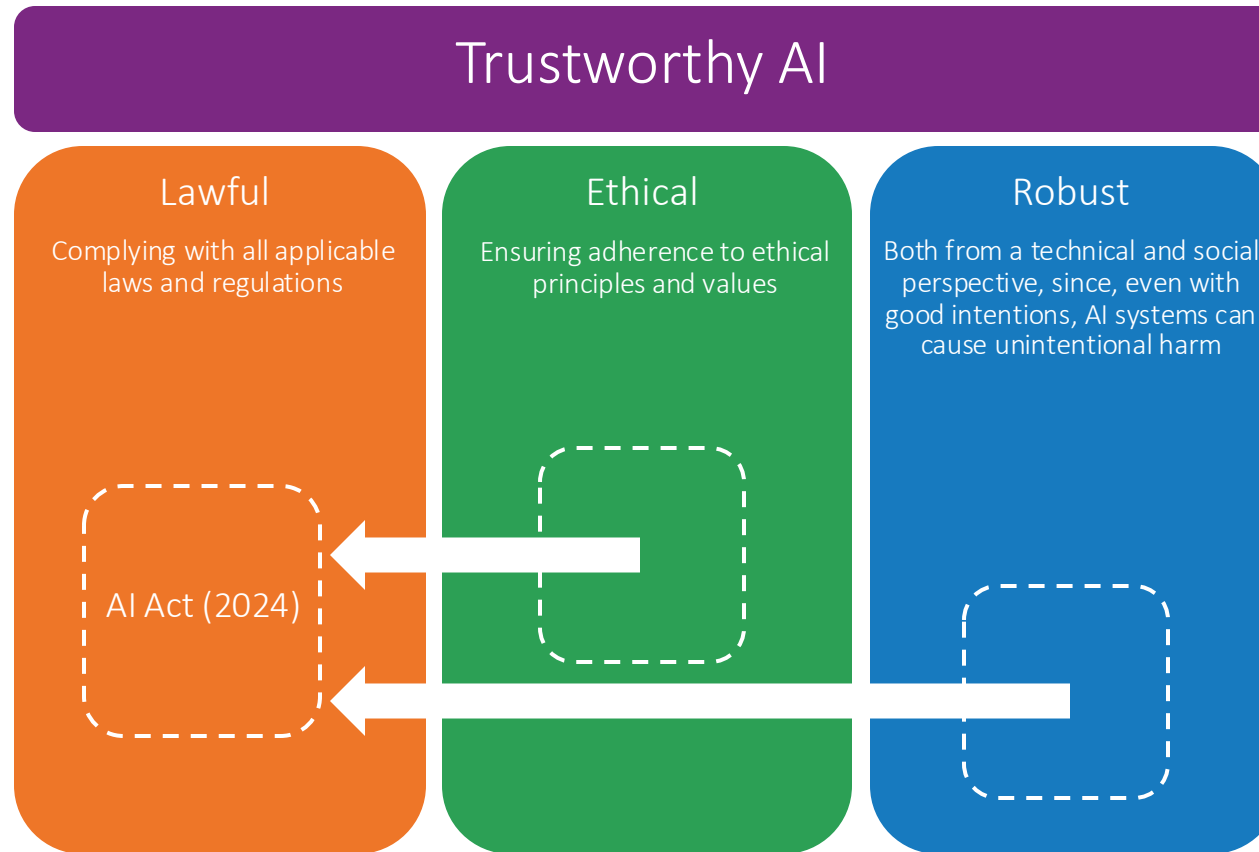 Trustworthy AI
Lawful
Complying with all applicable
laws and regulations
Ethical
Ensuring adherence to ethical
principles and values
Robust
Both from a technical and social
perspective, since, even with
good intentions, AI systems can
cause unintentional harm
AI Act (2024)